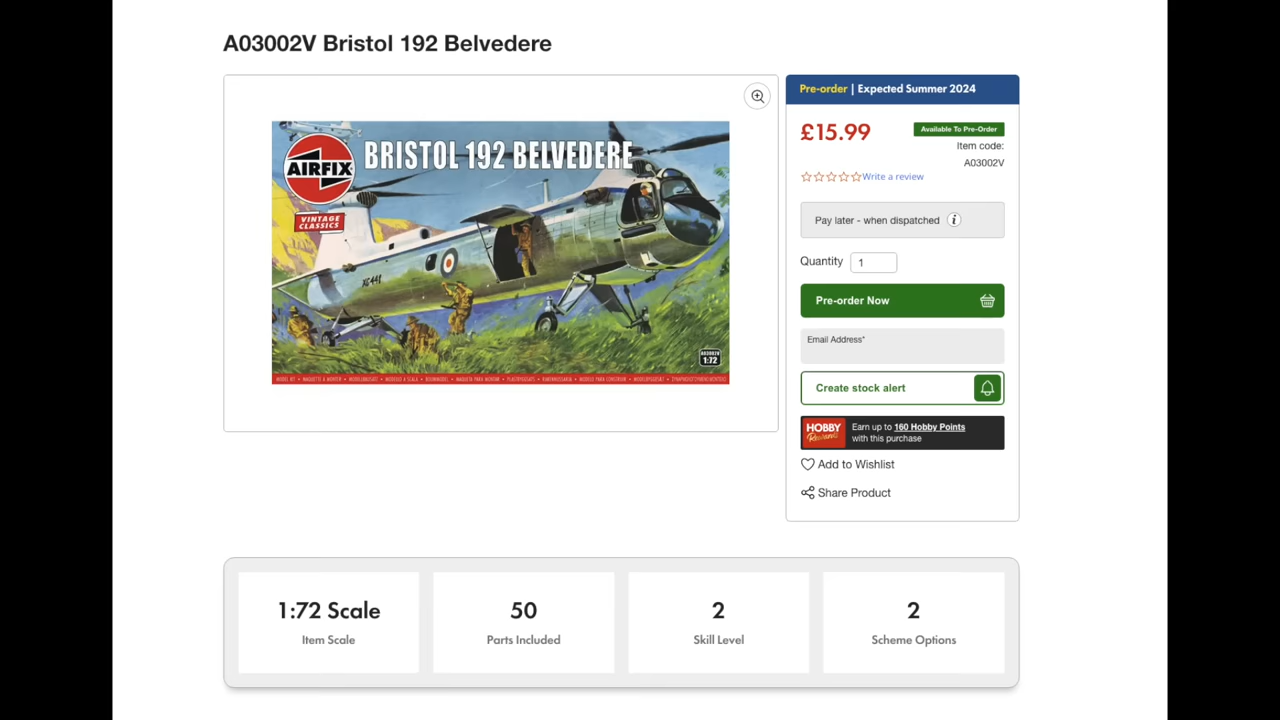 A03002V Bristol 192 Belvedere
Pre-order | Expected Summer 2024
£15.99
Available To Pre-Order
Item code:
A03002V
Write a review
Pay later - when dispatched
i
Quantity
1
Pre-order Now
Email Address*
Create stock alert
HOBBY
Rewards
Earn up to 160 Hobby Points
with this purchase
Add to Wishlist
Share Product
AIRFIX
BRISTOL 192 BELVEDERE
VINTAGE
CLASSICS
XG441
A03002V
1:72
1:72 Scale
Item Scale
50
Parts Included
2
Skill Level
2
Scheme Options